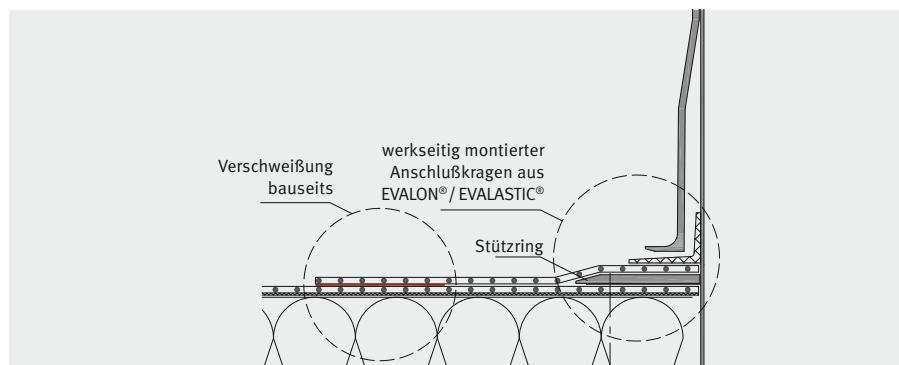 Verschweißung
bauseits
werkseitig montierter
Anschlußkragen aus
EVALON® / EVALASTIC®
Stützring